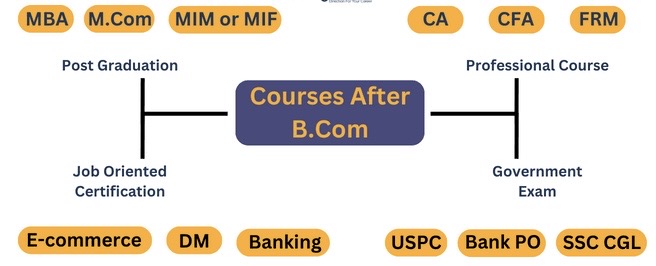 MBA M.Com MIM or MIF CA CFA FRM
Post Graduation Professional Course
Courses After
B.Com
Job Oriented Government
Certification Exam
E-commerce DM Banking USPC Bank PO SSC CGL